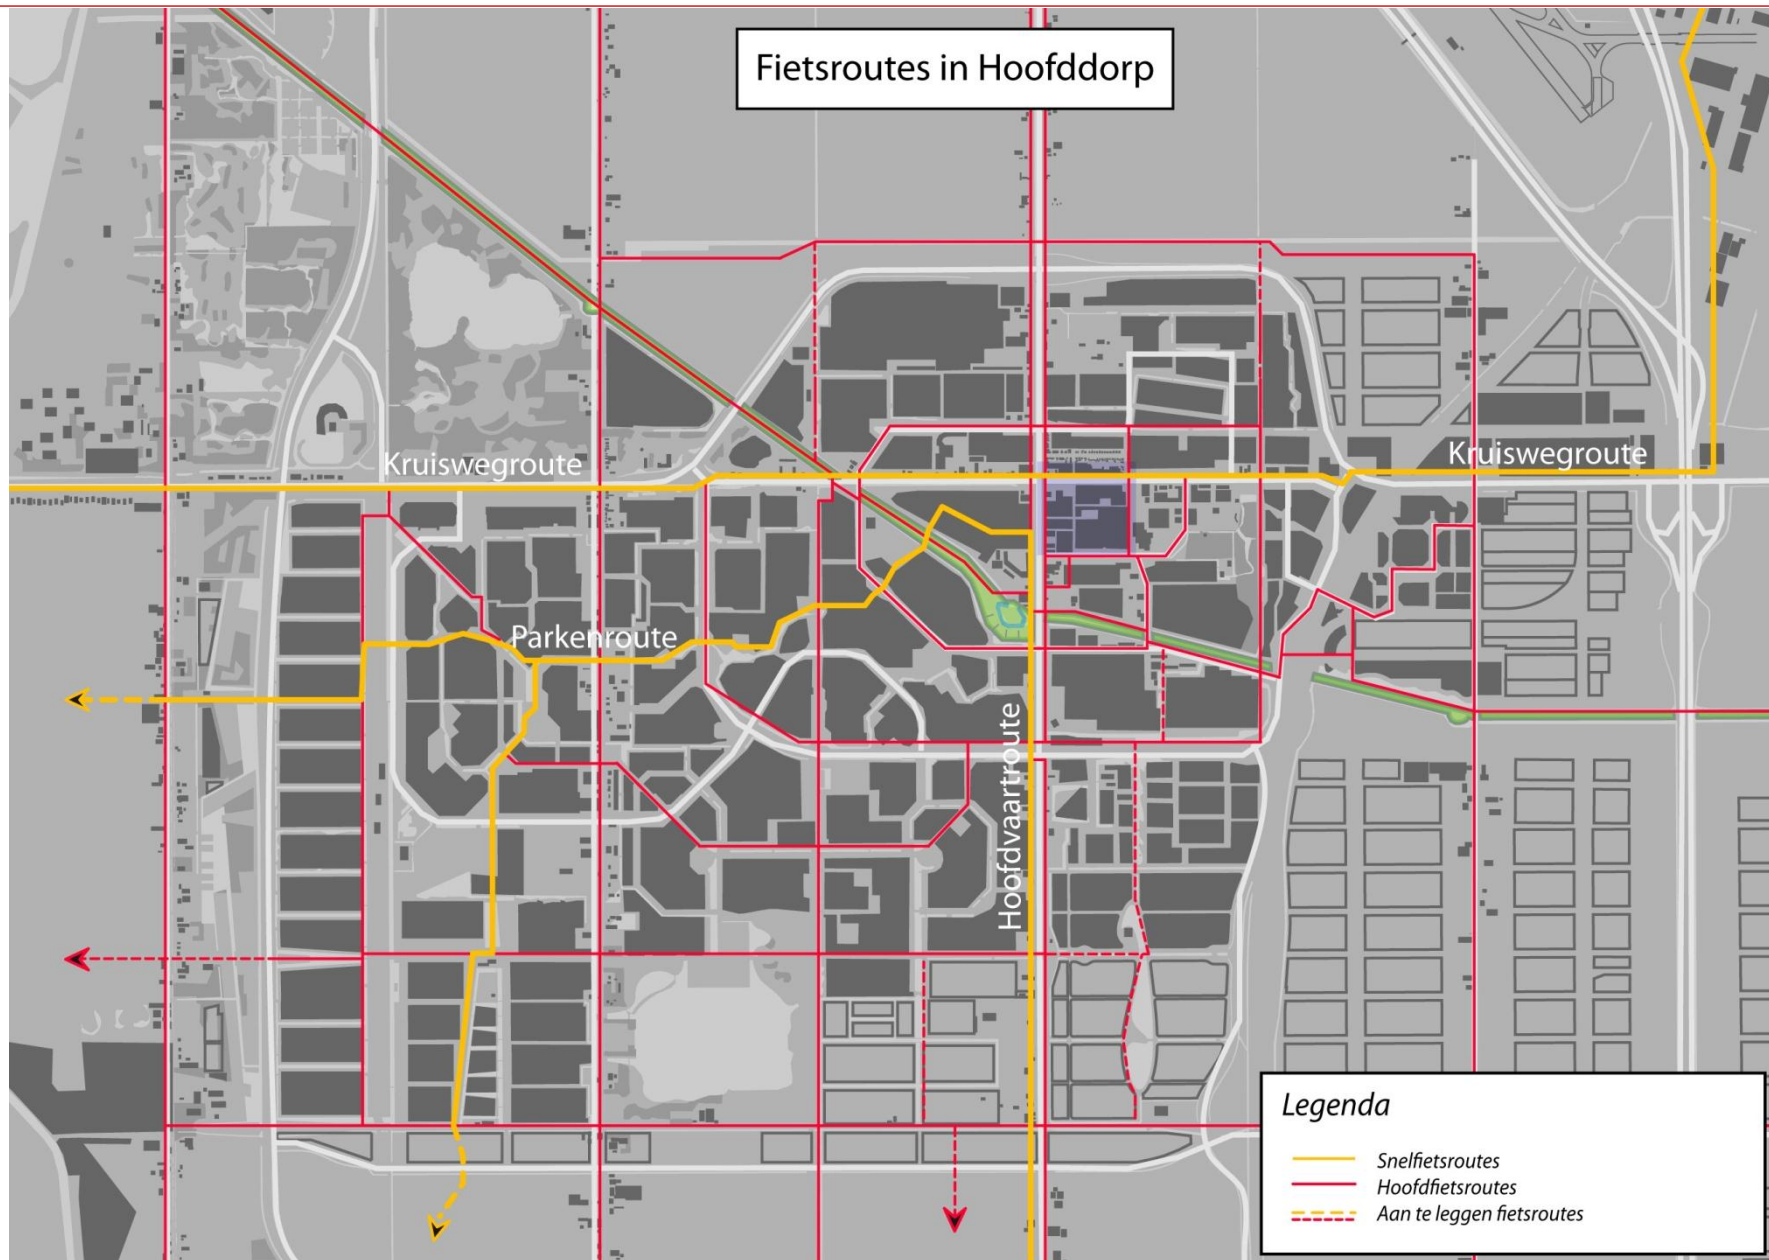 Fietsroutes in Hoofddorp
Kruiswegroute
Kruiswegroute
Parkenroute
Hoofdvaartroute
Legenda
Snelfietsroutes
Hoofdfietsroutes
Aan te leggen fietsroutes